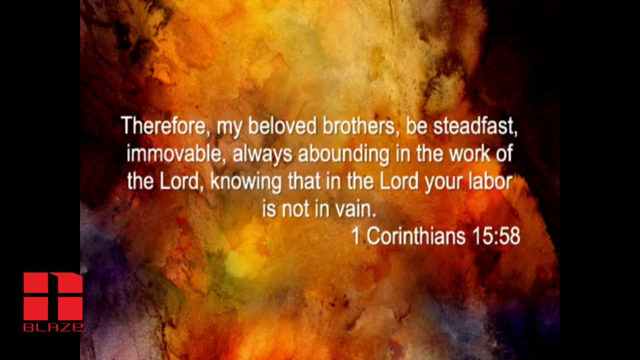 Therefore, my beloved brothers, be steadfast,
immovable, always abounding in the work of
the Lord, knowing that in the Lord your labor
is not in vain.
1 Corinthians 15:58
BLAZE